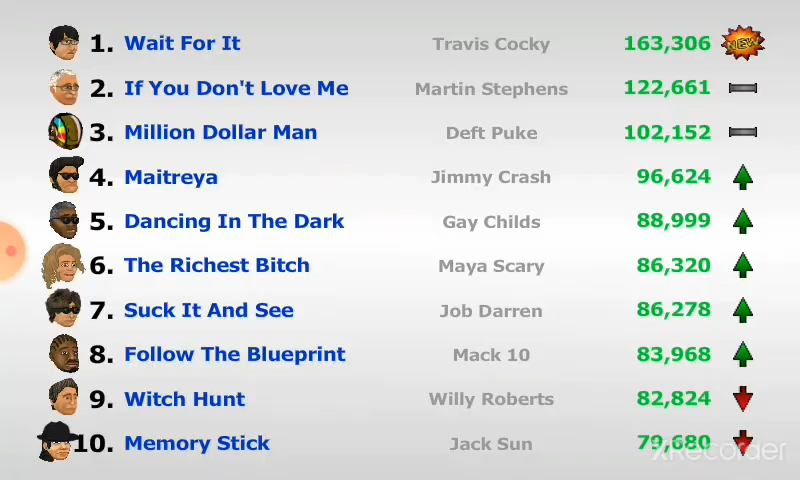 1. Wait For It Travis Cocky 163,306 NEW
2. If You Don't Love Me Martin Stephens 122,661
3. Million Dollar Man Deft Puke 102,152
4. Maitreya Jimmy Crash 96,624
5. Dancing In The Dark Gay Childs 88,999
6. The Richest Bitch Maya Scary 86,320
7. Suck It And See Job Darren 86,278
8. Follow The Blueprint Mack 10 83,968
9. Witch Hunt Willy Roberts 82,824
10. Memory Stick Jack Sun 79,680
XRecorder